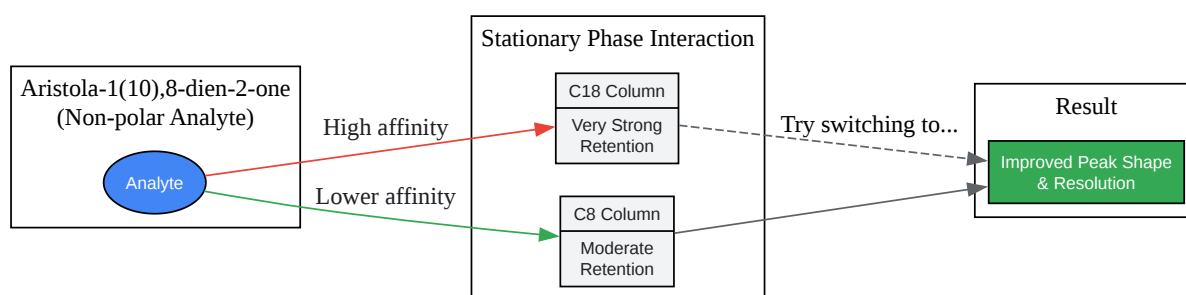 Aristola-1(10),8-dien-2-one
(Non-polar Analyte)
Analyte
High affinity
Lower affinity
Stationary Phase Interaction
C18 Column
Very Strong
Retention
C8 Column
Moderate
Retention
Try switching to...
Result
Improved Peak Shape
& Resolution